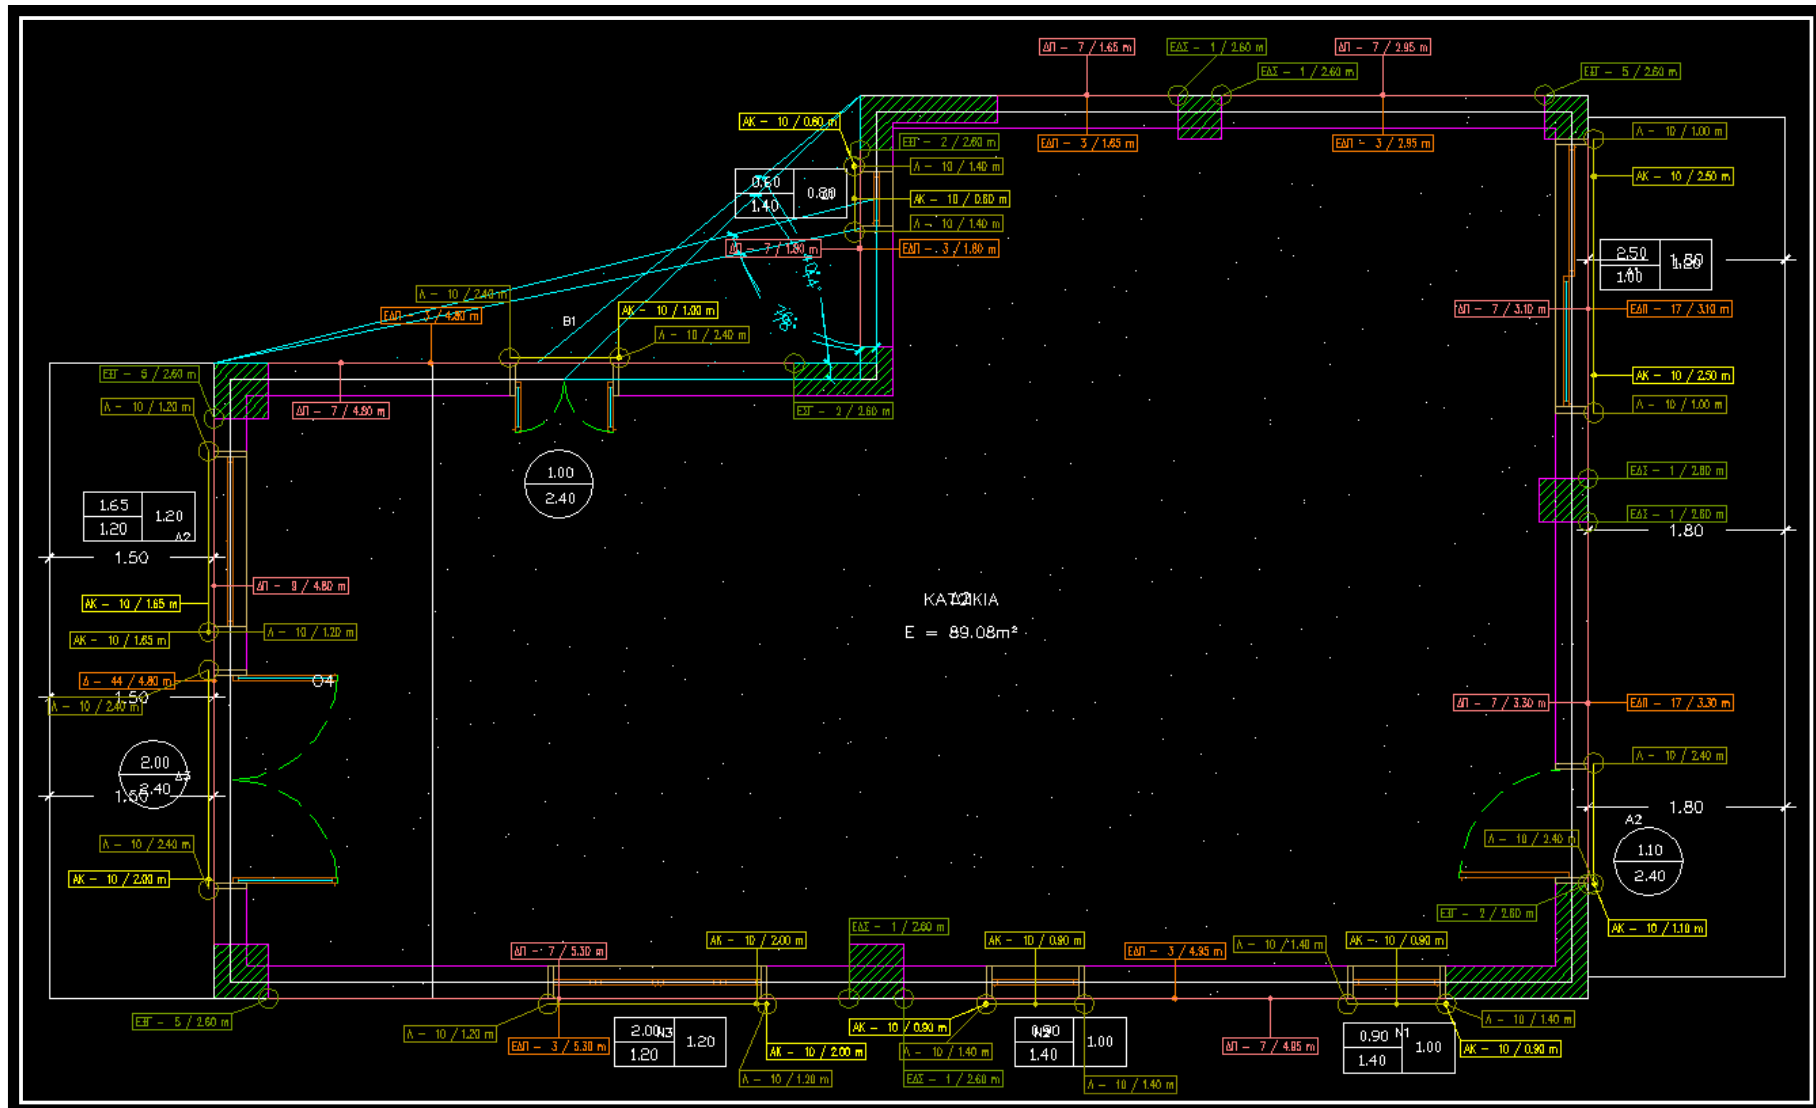 ΔΠ - 7 / 1.65 m
ΕΔΣ - 1 / 2.60 m
ΔΠ - 7 / 2.95 m
ΕΔΣ - 1 / 2.60 m
ΕΞΓ - 5 / 2.60 m
ΑΚ - 10 / 0.80 m
Λ - 10 / 1.00 m
ΕΞΓ - 2 / 2.60 m
ΕΔΠ - 3 / 1.65 m
ΕΔΠ - 3 / 2.95 m
Λ - 10 / 1.40 m
ΑΚ - 10 / 2.50 m
1.40
ΑΚ - 10 / 0.80 m
Λ - 10 / 1.40 m
ΕΔΠ - 3 / 1.80 m
2.50
1.00
Λ - 10 / 2.40 m
B1
ΑΚ - 10 / 1.00 m
ΔΠ - 7 / 3.10 m
ΕΔΠ - 17 / 3.10 m
Λ - 10 / 2.40 m
ΕΞΓ - 5 / 2.60 m
ΑΚ - 10 / 2.50 m
Λ - 10 / 1.20 m
ΔΠ - 7 / 4.80 m
ΕΞΓ - 2 / 2.60 m
Λ - 10 / 1.00 m
1.00
2.40
ΕΔΣ - 1 / 2.60 m
1.65
1.20
1.20
A2
ΕΔΣ - 1 / 2.60 m
1.80
1.50
ΔΠ - 9 / 4.80 m
ΑΚ - 10 / 1.65 m
ΚΑΤΟΙΚΙΑ
E = 89.08m²
ΑΚ - 10 / 1.65 m
Λ - 10 / 1.20 m
Δ - 44 / 4.80 m
04
1.50
Λ - 10 / 2.40 m
ΔΠ - 7 / 3.30 m
ΕΔΠ - 17 / 3.30 m
2.00
2.40
1.50
Λ - 10 / 2.40 m
1.80
A2
Λ - 10 / 2.40 m
Λ - 10 / 2.40 m
1.10
2.40
ΑΚ - 10 / 2.00 m
ΕΞΓ - 2 / 2.60 m
ΕΔΣ - 1 / 2.60 m
ΑΚ - 10 / 1.10 m
ΔΠ - 7 / 5.30 m
ΑΚ - 10 / 2.00 m
ΑΚ - 10 / 0.90 m
ΕΔΠ - 3 / 4.95 m
Λ - 10 / 1.40 m
ΑΚ - 10 / 0.90 m
ΕΞΓ - 5 / 2.60 m
Λ - 10 / 1.20 m
2.00
N3
1.20
1.20
ΑΚ - 10 / 0.90 m
1.40
1.00
Λ - 10 / 1.40 m
ΕΔΠ - 3 / 5.30 m
ΑΚ - 10 / 2.00 m
Λ - 10 / 1.40 m
ΔΠ - 7 / 4.95 m
0.90
N1
1.40
1.00
ΑΚ - 10 / 0.90 m
Λ - 10 / 1.20 m
ΕΔΣ - 1 / 2.60 m
Λ - 10 / 1.40 m